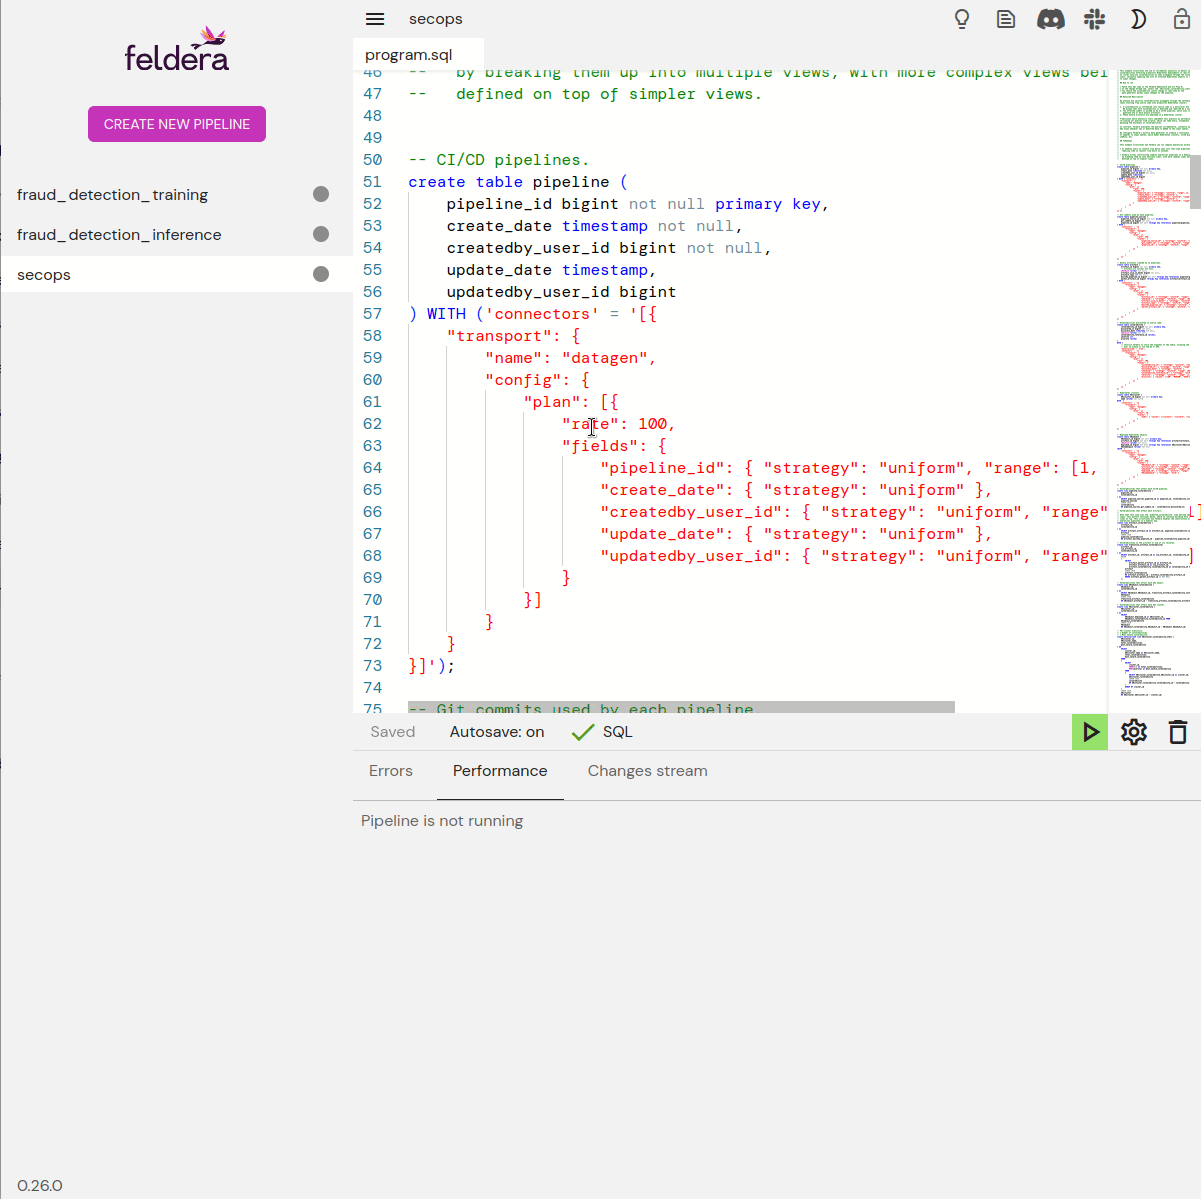 feldera
CREATE NEW PIPELINE
fraud_detection_training
fraud_detection_inference
secops
0.26.0
secops
program.sql
46 -- by breaking them up into multiple views, with more complex views bei
47 -- defined on top of simpler views.
48
49
50 -- CI/CD pipelines.
51 create table pipeline (
52 pipeline_id bigint not null primary key,
53 create_date timestamp not null,
54 createdby_user_id bigint not null,
55 update_date timestamp,
56 updatedby_user_id bigint
57 ) WITH ('connectors' = '[{
58 "transport": {
59 "name": "datagen",
60 "config": {
61 "plan": [{
62 "rate": 100,
63 "fields": {
64 "pipeline_id": { "strategy": "uniform", "range": [1,
65 "create_date": { "strategy": "uniform" },
66 "createdby_user_id": { "strategy": "uniform", "range"
67 "update_date": { "strategy": "uniform" },
68 "updatedby_user_id": { "strategy": "uniform", "range"
69 }
70 }]
71 }
72 }
73 }]');
74
75 -- Git commits used by each pipeline.
Saved
Autosave: on
SQL
Errors
Performance
Changes stream
Pipeline is not running